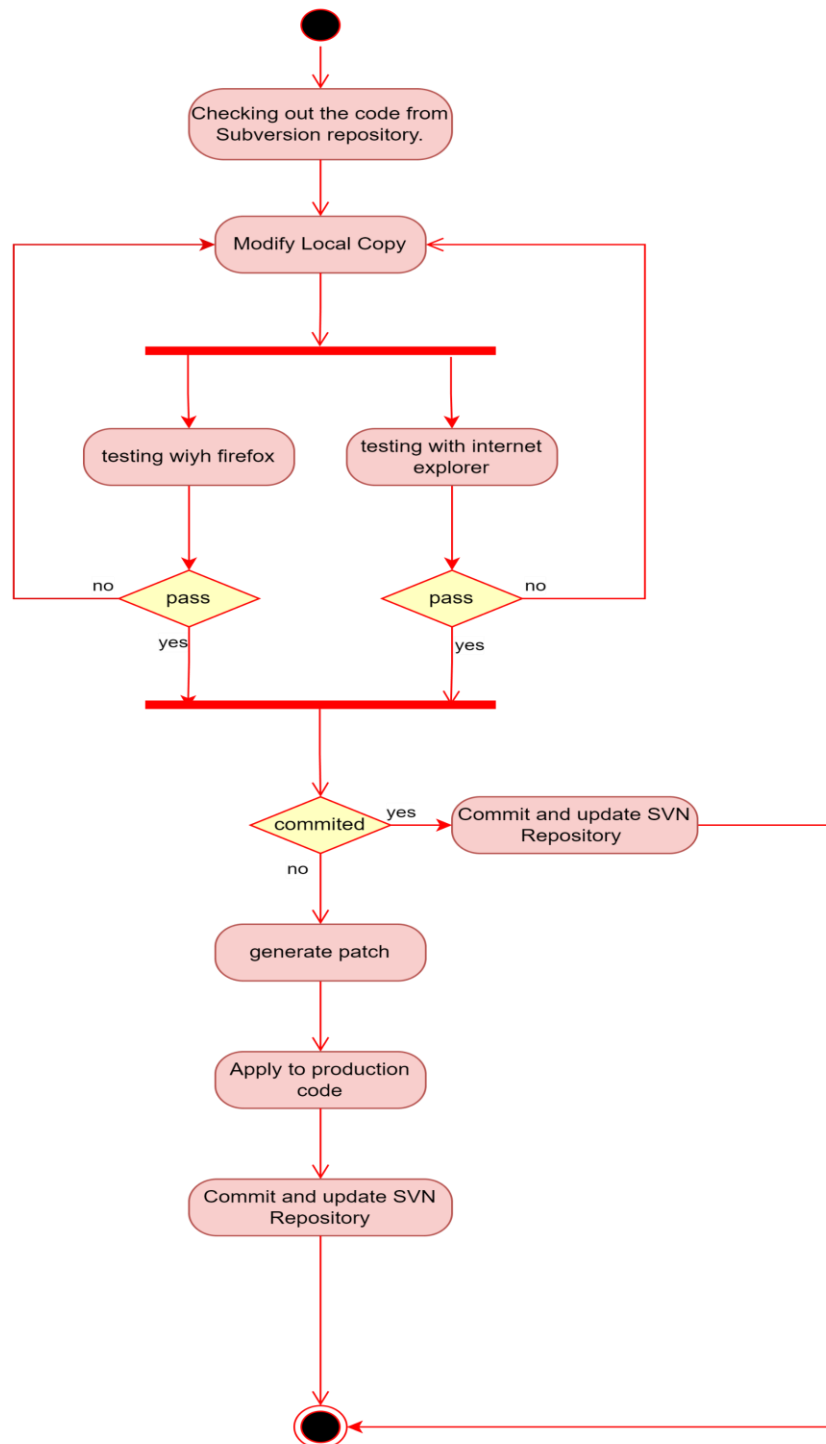 Checking out the code from
Subversion repository.
Modify Local Copy
testing wiyh firefox
testing with internet
explorer
no
pass
pass
no
yes
yes
commited
yes
Commit and update SVN
Repository
no
generate patch
Apply to production
code
Commit and update SVN
Repository